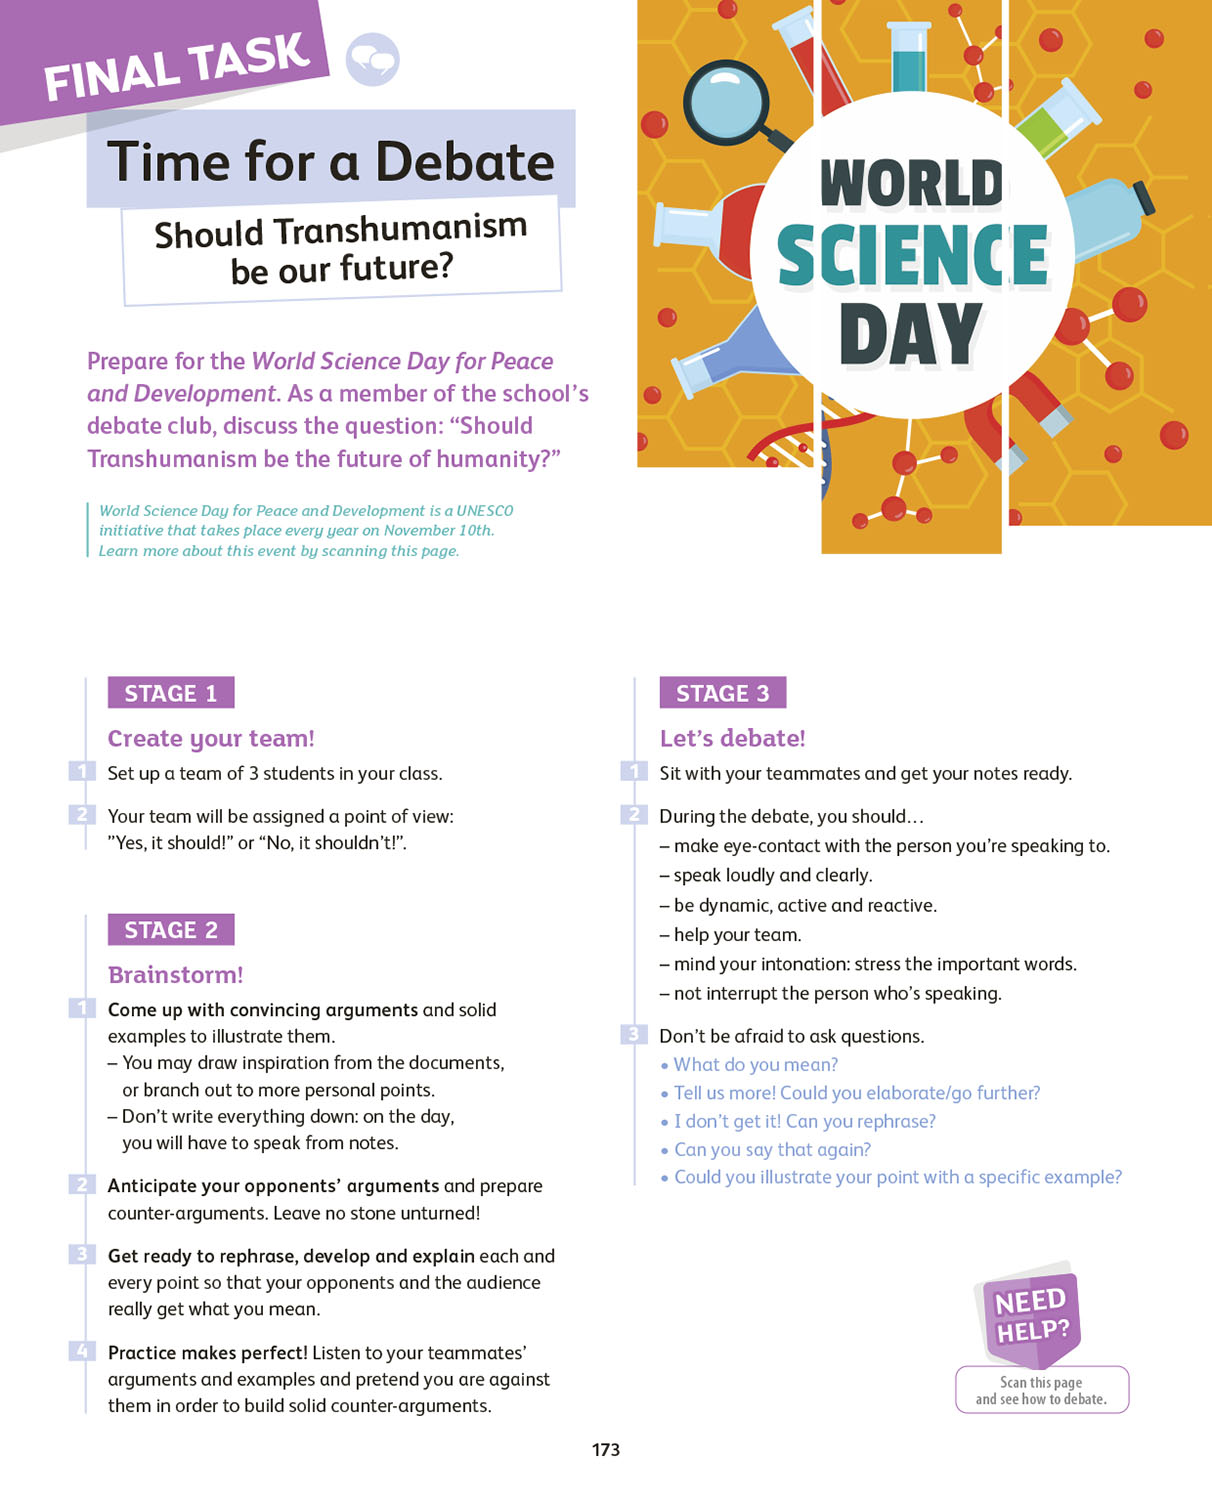 FINAL TASK
Time for a Debate
Should Transhumanism
be our future?
Prepare for the World Science Day for Peace
and Development. As a member of the school’s
debate club, discuss the question: “Should
Transhumanism be the future of humanity?”
World Science Day for Peace and Development is a UNESCO
initiative that takes place every year on November 10th.
Learn more about this event by scanning this page.
WORLD
SCIENCE
DAY
STAGE 1
Create your team!
1 Set up a team of 3 students in your class.
2 Your team will be assigned a point of view:
”Yes, it should!” or “No, it shouldn’t!”.
STAGE 2
Brainstorm!
1 Come up with convincing arguments and solid
examples to illustrate them.
– You may draw inspiration from the documents,
or branch out to more personal points.
– Don’t write everything down: on the day,
you will have to speak from notes.
2 Anticipate your opponents’ arguments and prepare
counter-arguments. Leave no stone unturned!
3 Get ready to rephrase, develop and explain each and
every point so that your opponents and the audience
really get what you mean.
4 Practice makes perfect! Listen to your teammates’
arguments and examples and pretend you are against
them in order to build solid counter-arguments.
STAGE 3
Let’s debate!
1 Sit with your teammates and get your notes ready.
2 During the debate, you should…
– make eye-contact with the person you’re speaking to.
– speak loudly and clearly.
– be dynamic, active and reactive.
– help your team.
– mind your intonation: stress the important words.
– not interrupt the person who’s speaking.
3 Don’t be afraid to ask questions.
• What do you mean?
• Tell us more! Could you elaborate/go further?
• I don’t get it! Can you rephrase?
• Can you say that again?
• Could you illustrate your point with a specific example?
NEED
HELP?
Scan this page
and see how to debate.
173